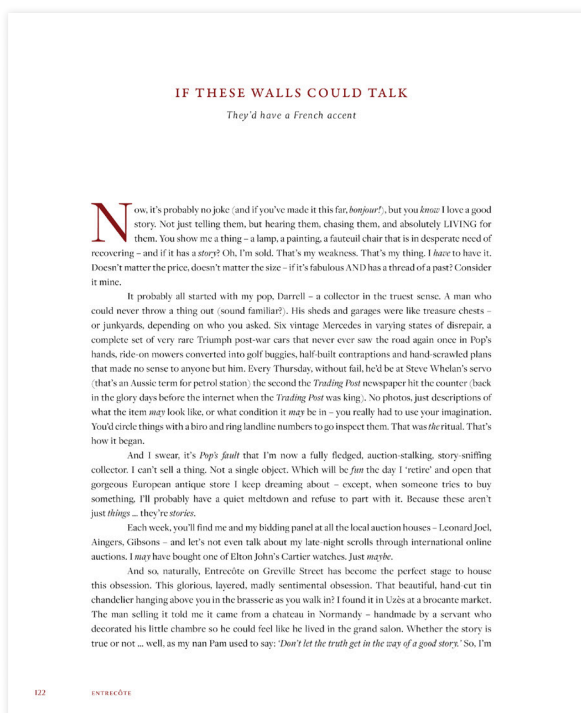 IF THESE WALLS COULD TALK
They'd have a French accent
Now, it's probably no joke (and if you've made it this far, bonjour!), but you know I love a good
story. Not just telling them, but hearing them, chasing them, and absolutely LIVING for
them. You show me a thing – a lamp, a painting, a fauteuil chair that is in desperate need of
recovering – and if it has a story? Oh, I'm sold. That's my weakness. That's my thing. I have to have it.
Doesn't matter the price, doesn't matter the size – if it's fabulous AND has a thread of a past? Consider
it mine.
It probably all started with my pop, Darrell – a collector in the truest sense. A man who
could never throw a thing out (sound familiar?). His sheds and garages were like treasure chests –
or junkyards, depending on who you asked. Six vintage Mercedes in varying states of disrepair, a
complete set of very rare Triumph post-war cars that never ever saw the road again once in Pop's
hands, ride-on mowers converted into golf buggies, half-built contraptions and hand-scrawled plans
that made no sense to anyone but him. Every Thursday, without fail, he'd be at Steve Whelan's servo
(that's an Aussie term for petrol station) the second the Trading Post newspaper hit the counter (back
in the glory days before the internet when the Trading Post was king). No photos, just descriptions of
what the item may look like, or what condition it may be in – you really had to use your imagination.
You'd circle things with a biro and ring landline numbers to go inspect them. That was the ritual. That's
how it began.
And I swear, it's Pop's fault that I'm now a fully fledged, auction-stalking, story-sniffing
collector. I can't sell a thing. Not a single object. Which will be fun the day I 'retire' and open that
gorgeous European antique store I keep dreaming about – except, when someone tries to buy
something, I'll probably have a quiet meltdown and refuse to part with it. Because these aren't
just things ... they're stories.
Each week, you'll find me and my bidding panel at all the local auction houses – Leonard Joel,
Aingers, Gibsons – and let's not even talk about my late-night scrolls through international online
auctions. I may have bought one of Elton John's Cartier watches. Just maybe.
And so, naturally, Entrecôte on Greville Street has become the perfect stage to house
this obsession. This glorious, layered, madly sentimental obsession. That beautiful, hand-cut tin
chandelier hanging above you in the brasserie as you walk in? I found it in Uzès at a brocante market.
The man selling it told me it came from a chateau in Normandy – handmade by a servant who
decorated his little chambre so he could feel like he lived in the grand salon. Whether the story is
true or not ... well, as my nan Pam used to say: 'Don't let the truth get in the way of a good story.' So, I'm
122 ENTRECÔTE